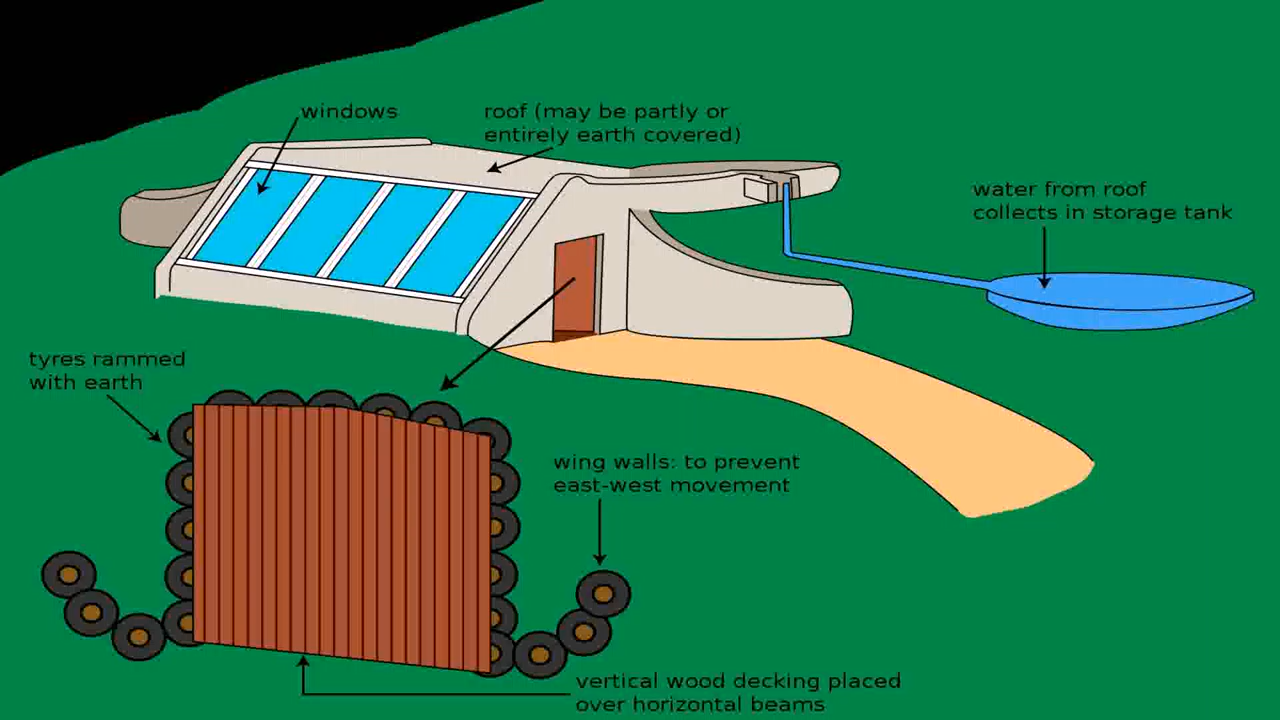 windows
roof (may be partly or
entirely earth covered)
water from roof
collects in storage tank
tyres rammed
with earth
wing walls: to prevent
east-west movement
vertical wood decking placed
over horizontal beams